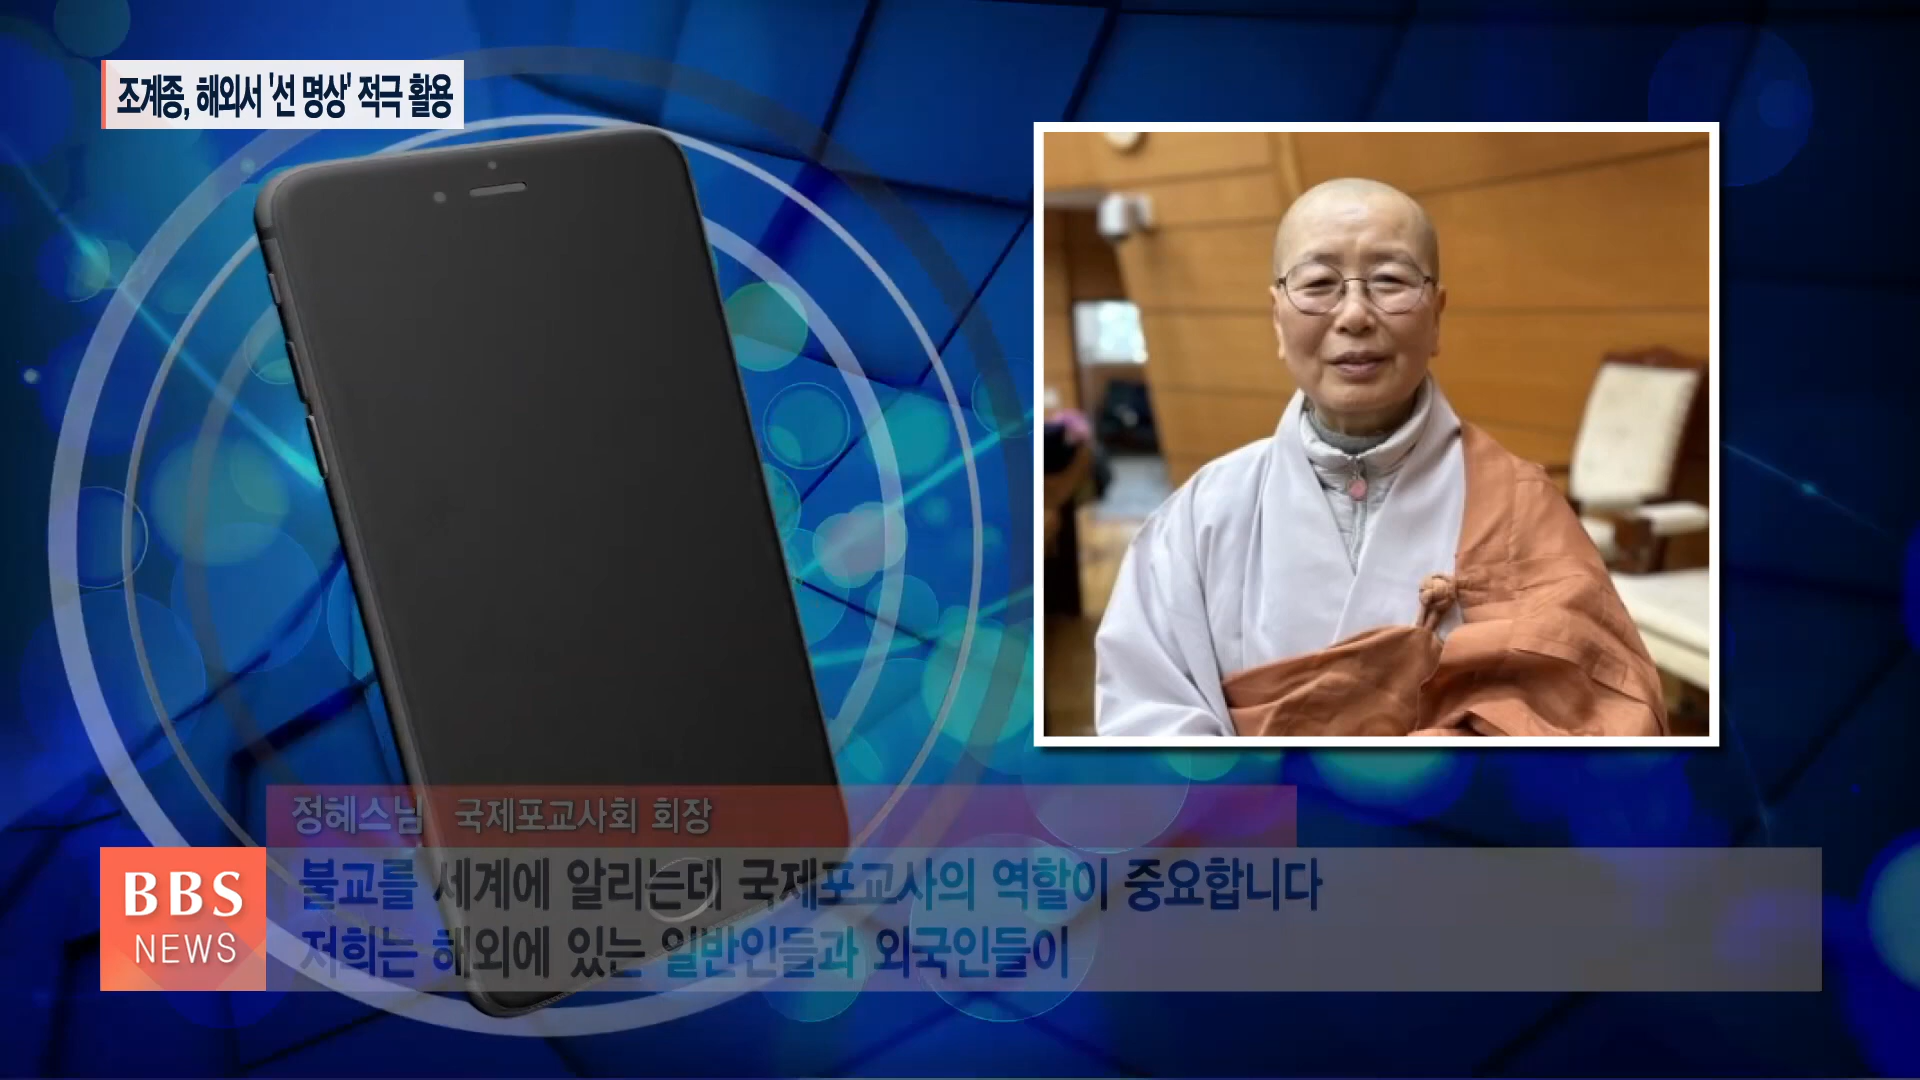 조계종, 해외서 '선 명상' 적극 활용
정혜스님 국제포교사회 회장
BBS
NEWS
불교를 세계에 알리는데 국제포교사의 역할이 중요합니다
저희는 해외에 있는 일반인들과 외국인들이